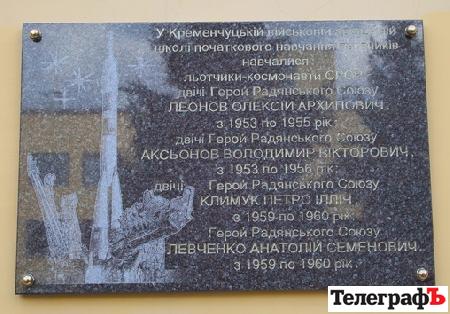 У Кременчуцькій військовій
школі початкового навчання
навчалися
льотчики-космонавти СРСР
двічі Герой Радянського Союзу
ЛЕОНОВ ОЛЕКСІЙ АРХИПОВИЧ,
з 1953 по 1955 рік;
двічі Герой Радянського Союзу
АКСЬОНОВ ВОЛОДИМИР ВІКТОРОВИЧ,
з 1953 по 1956 рік;
двічі Герой Радянського Союзу
КЛИМУК ПЕТРО ІЛЛІЧ,
з 1959 по 1960 рік;
Герой Радянського Союзу
ЛЕВЧЕНКО АНАТОЛІЙ СЕМЕНОВИЧ,
з 1959 по 1960 рік.
ТелеграфЪ